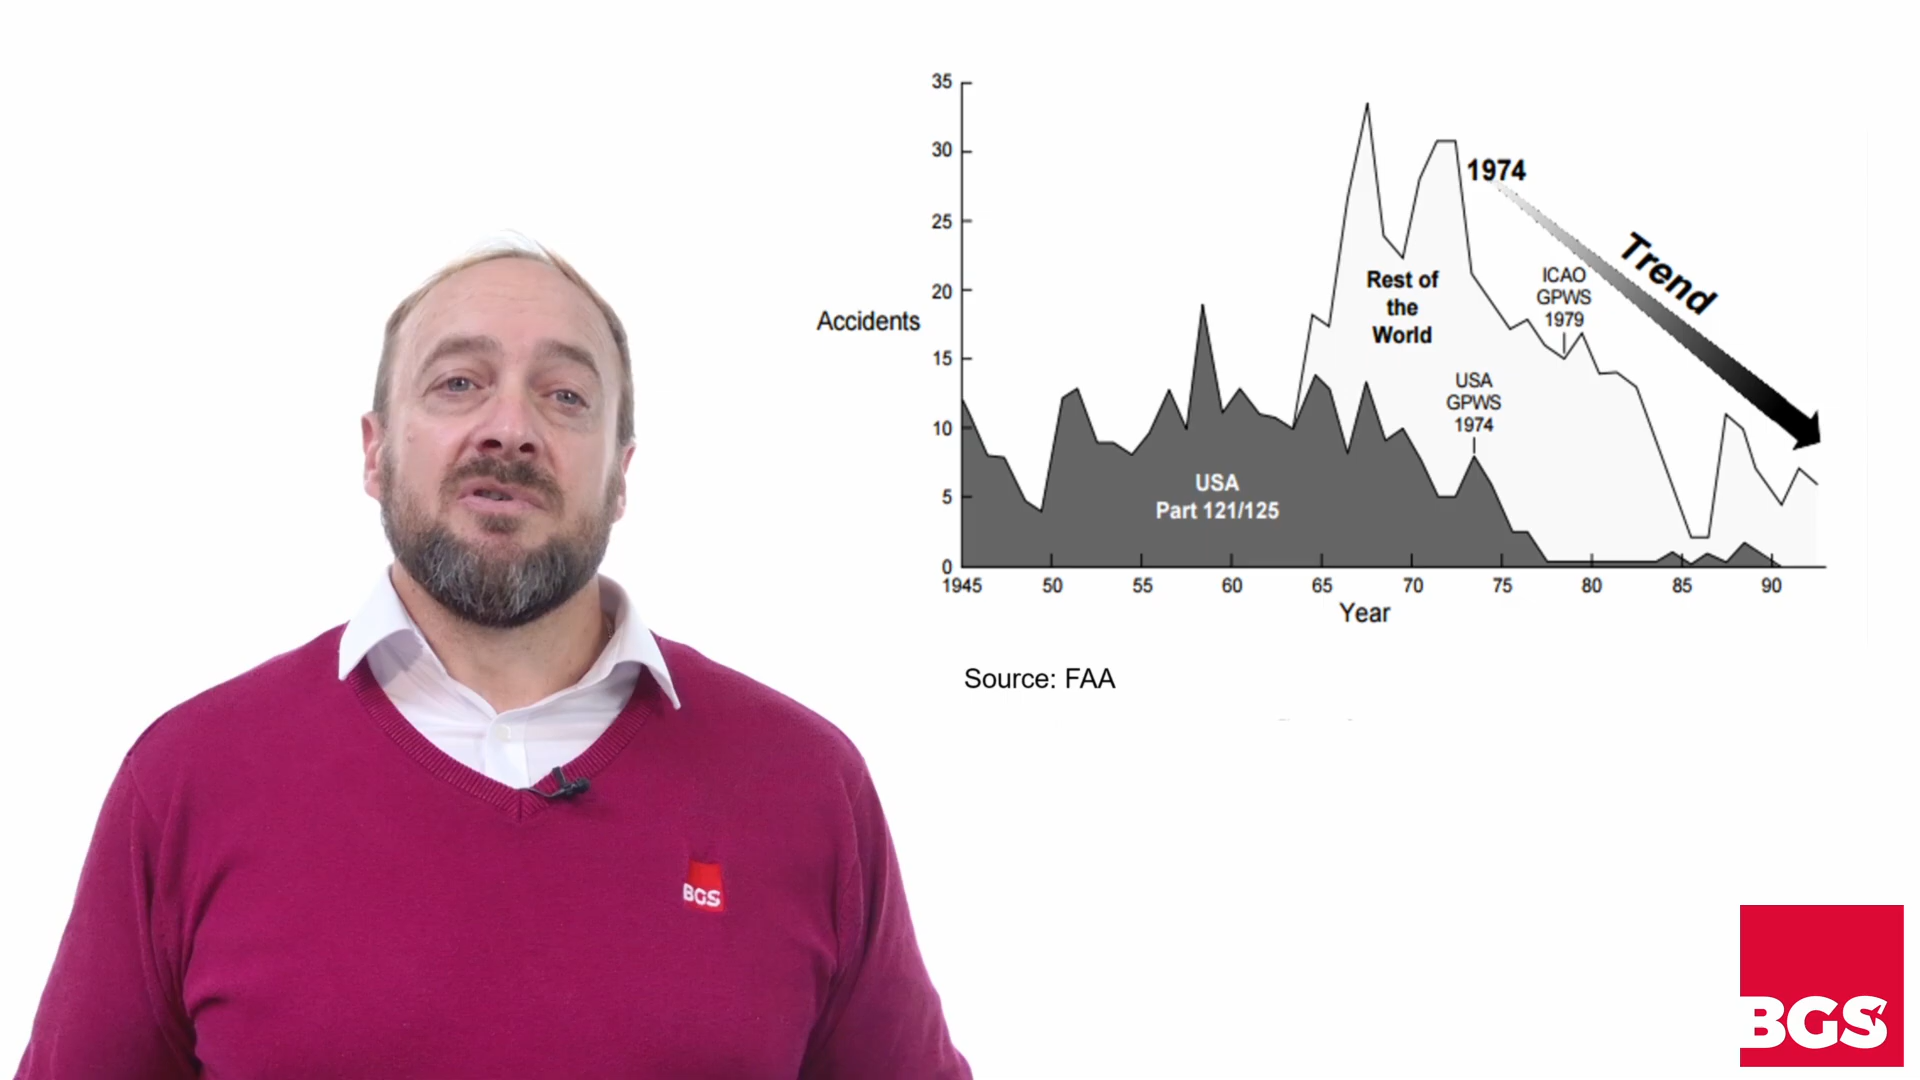 35
30
25
20
15
10
5
0
Accidents
1974
Trend
ICAO
GPWS
1979
Rest of
the
World
USA
GPWS
1974
USA
Part 121/125
1945 50 55 60 65 70 75 80 85 90
Year
Source: FAA
BGS
BGS